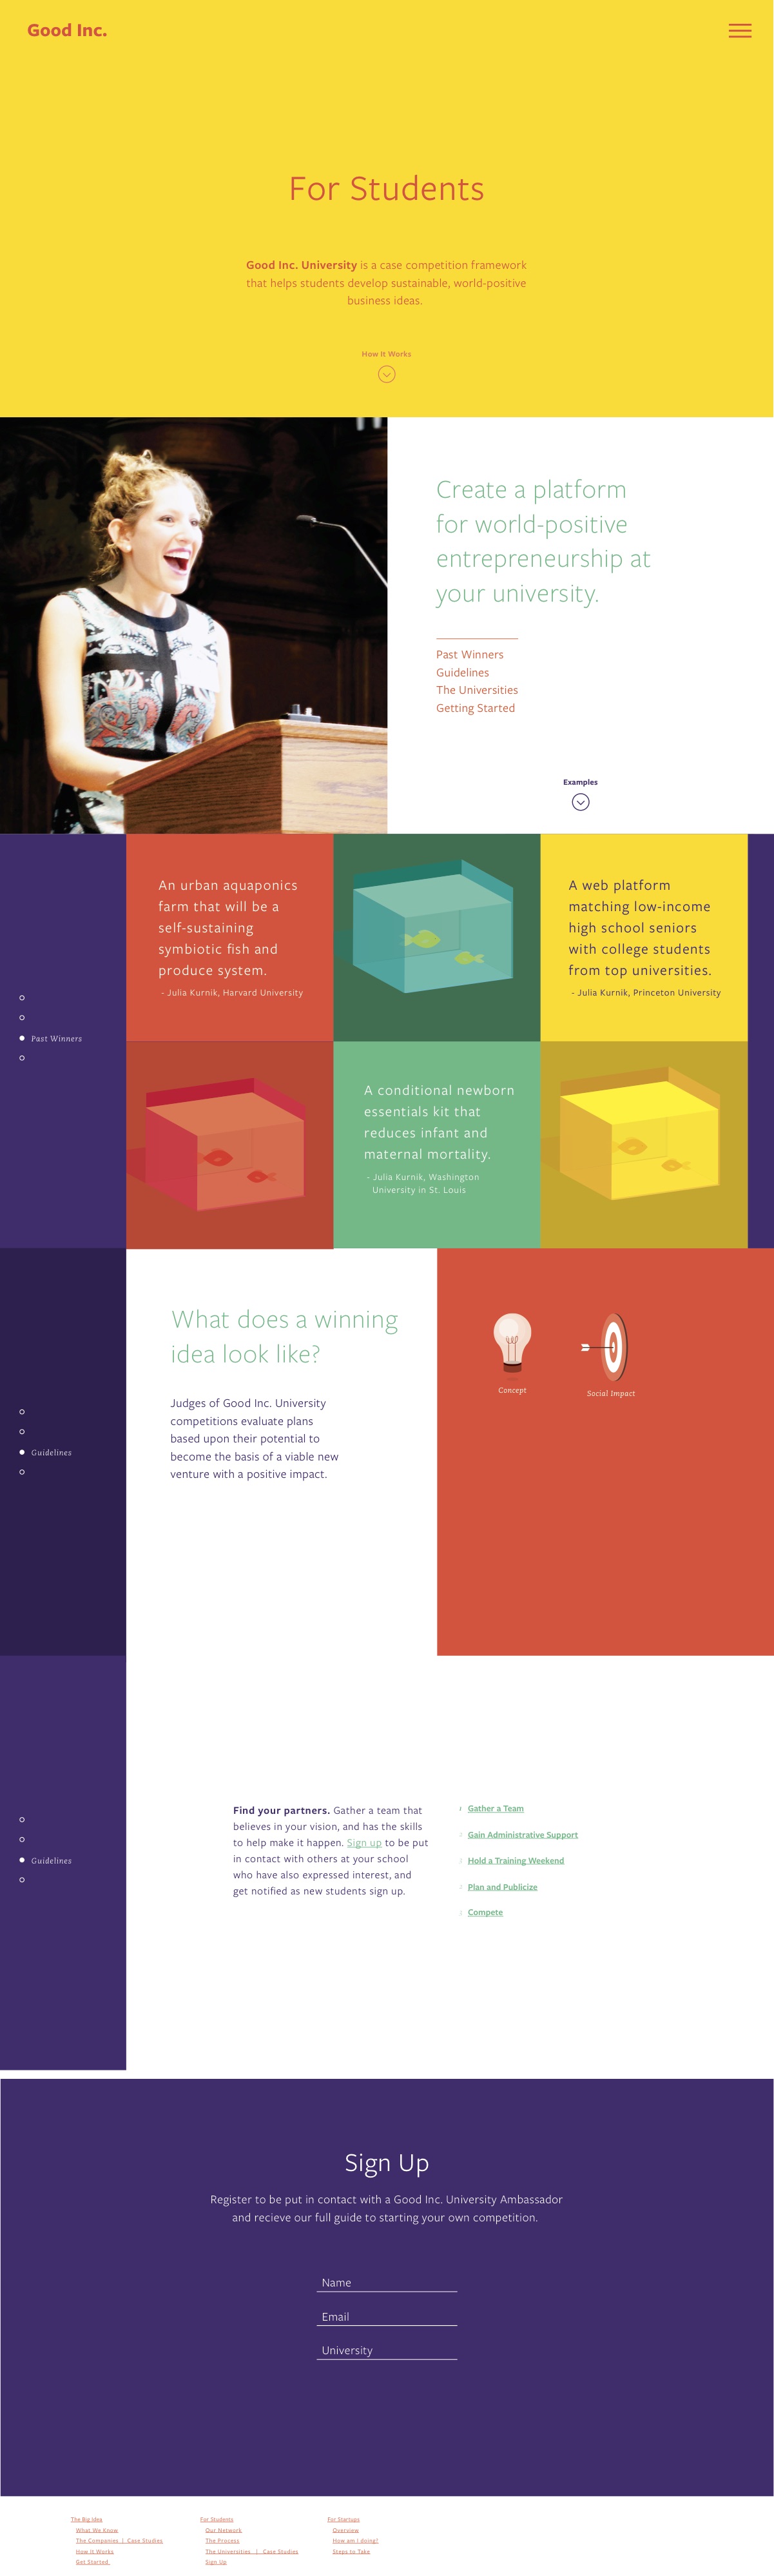 Good Inc.
For Students
Good Inc. University is a case competition framework
that helps students develop sustainable, world-positive
business ideas.
How It Works
Create a platform
for world-positive
entrepreneurship at
your university.
Past Winners
Guidelines
The Universities
Getting Started
Examples
An urban aquaponics
farm that will be a
self-sustaining
symbiotic fish and
produce system.
- Julia Kurnik, Harvard University
A web platform
matching low-income
high school seniors
with college students
from top universities.
- Julia Kurnik, Princeton University
Past Winners
A conditional newborn
essentials kit that
reduces infant and
maternal mortality.
- Julia Kurnik, Washington
University in St. Louis
What does a winning
idea look like?
Judges of Good Inc. University
competitions evaluate plans
based upon their potential to
become the basis of a viable new
venture with a positive impact.
Concept
Social Impact
Guidelines
Find your partners. Gather a team that
believes in your vision, and has the skills
to help make it happen. Sign up to be put
in contact with others at your school
who have also expressed interest, and
get notified as new students sign up.
Gather a Team
Gain Administrative Support
Hold a Training Weekend
Plan and Publicize
Compete
Guidelines
Sign Up
Register to be put in contact with a Good Inc. University Ambassador
and recieve our full guide to starting your own competition.
Name
Email
University
The Big Idea
What We Know
The Companies | Case Studies
How It Works
Get Started
For Students
Our Network
The Process
The Universities | Case Studies
Sign Up
For Startups
Overview
How am I doing?
Steps to Take